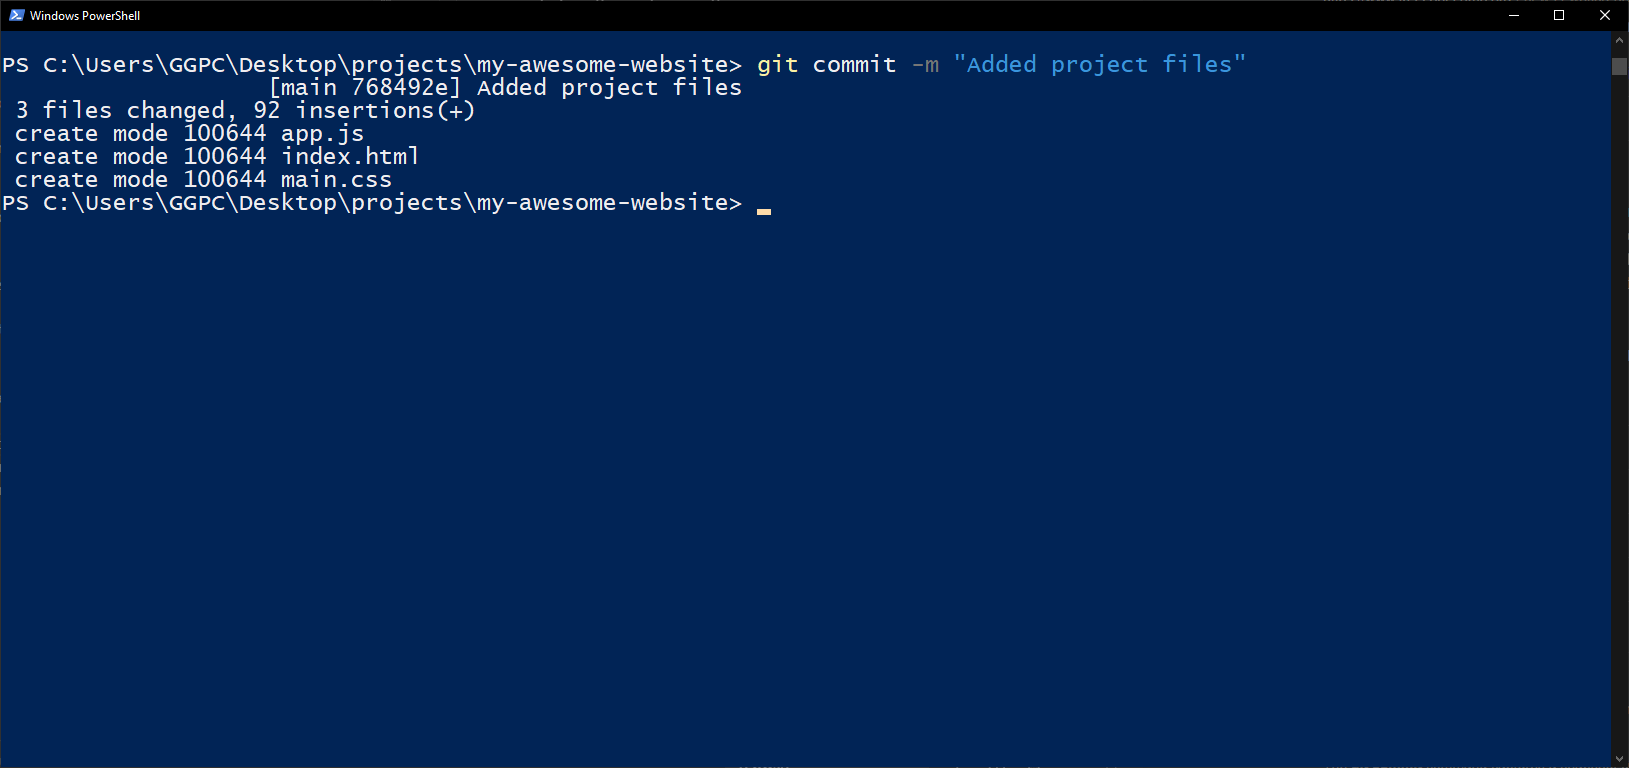 Windows PowerShell
PS C:\Users\GGPC\Desktop\projects\my-awesome-website> git commit -m "Added project files"
[main 768492e] Added project files
3 files changed, 92 insertions(+)
create mode 100644 app.js
create mode 100644 index.html
create mode 100644 main.css
PS C:\Users\GGPC\Desktop\projects\my-awesome-website>